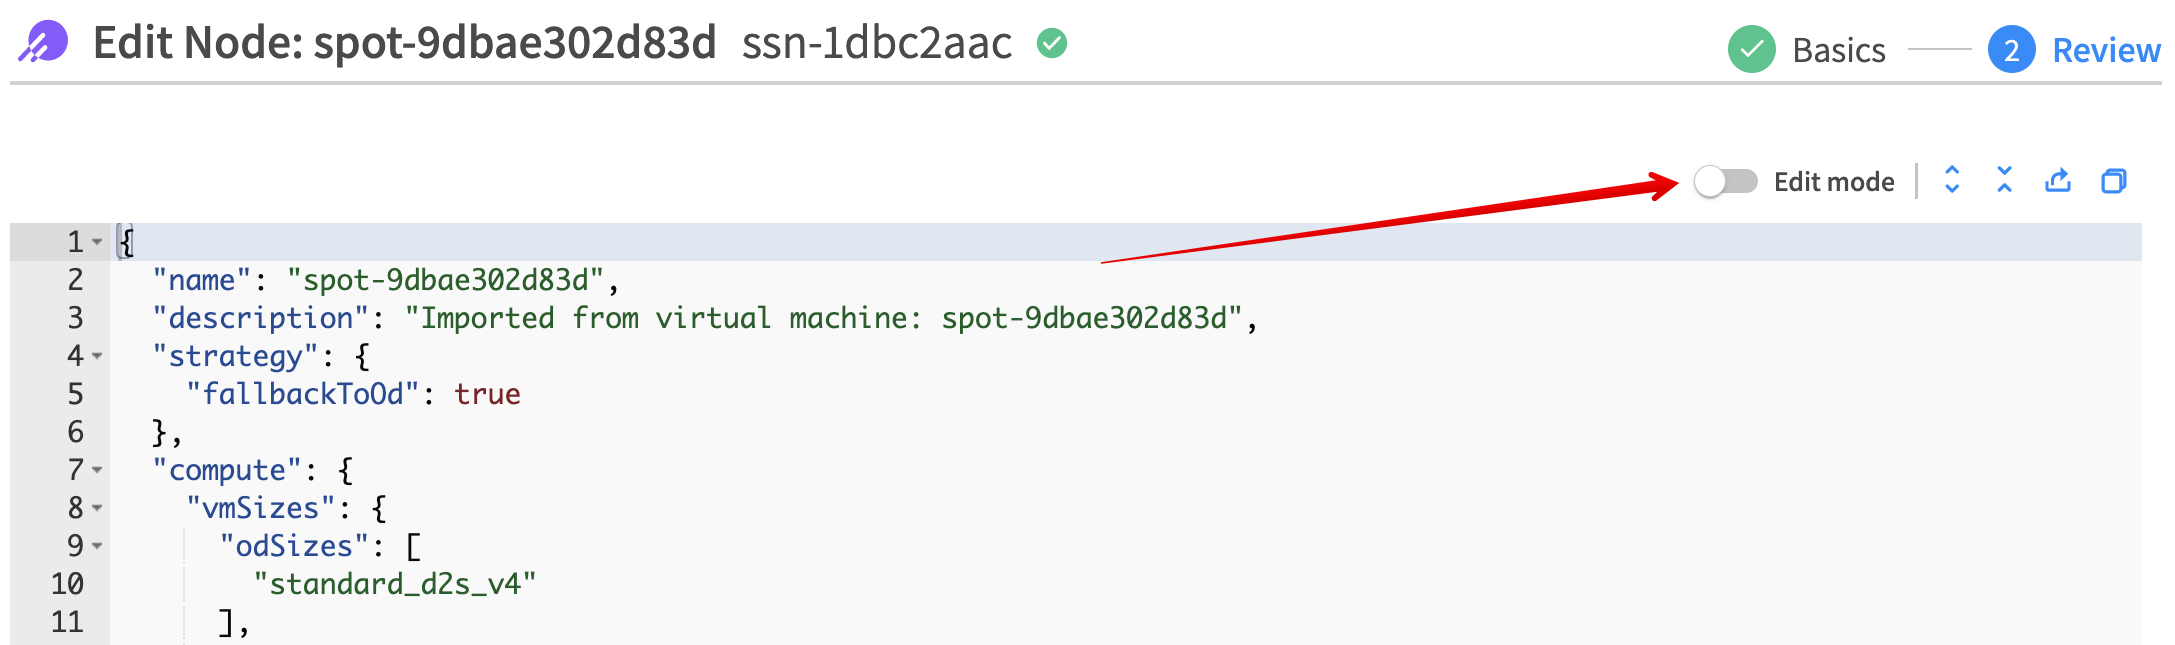 Edit Node: spot-9dbae302d83d ssn-1dbc2aac
Basics 2 Review
Edit mode
1 {
2 "name": "spot-9dbae302d83d",
3 "description": "Imported from virtual machine: spot-9dbae302d83d",
4 "strategy": {
5 "fallbackToOd": true
6 },
7 "compute": {
8 "vmSizes": {
9 "odSizes": [
10 "standard_d2s_v4"
11 ],